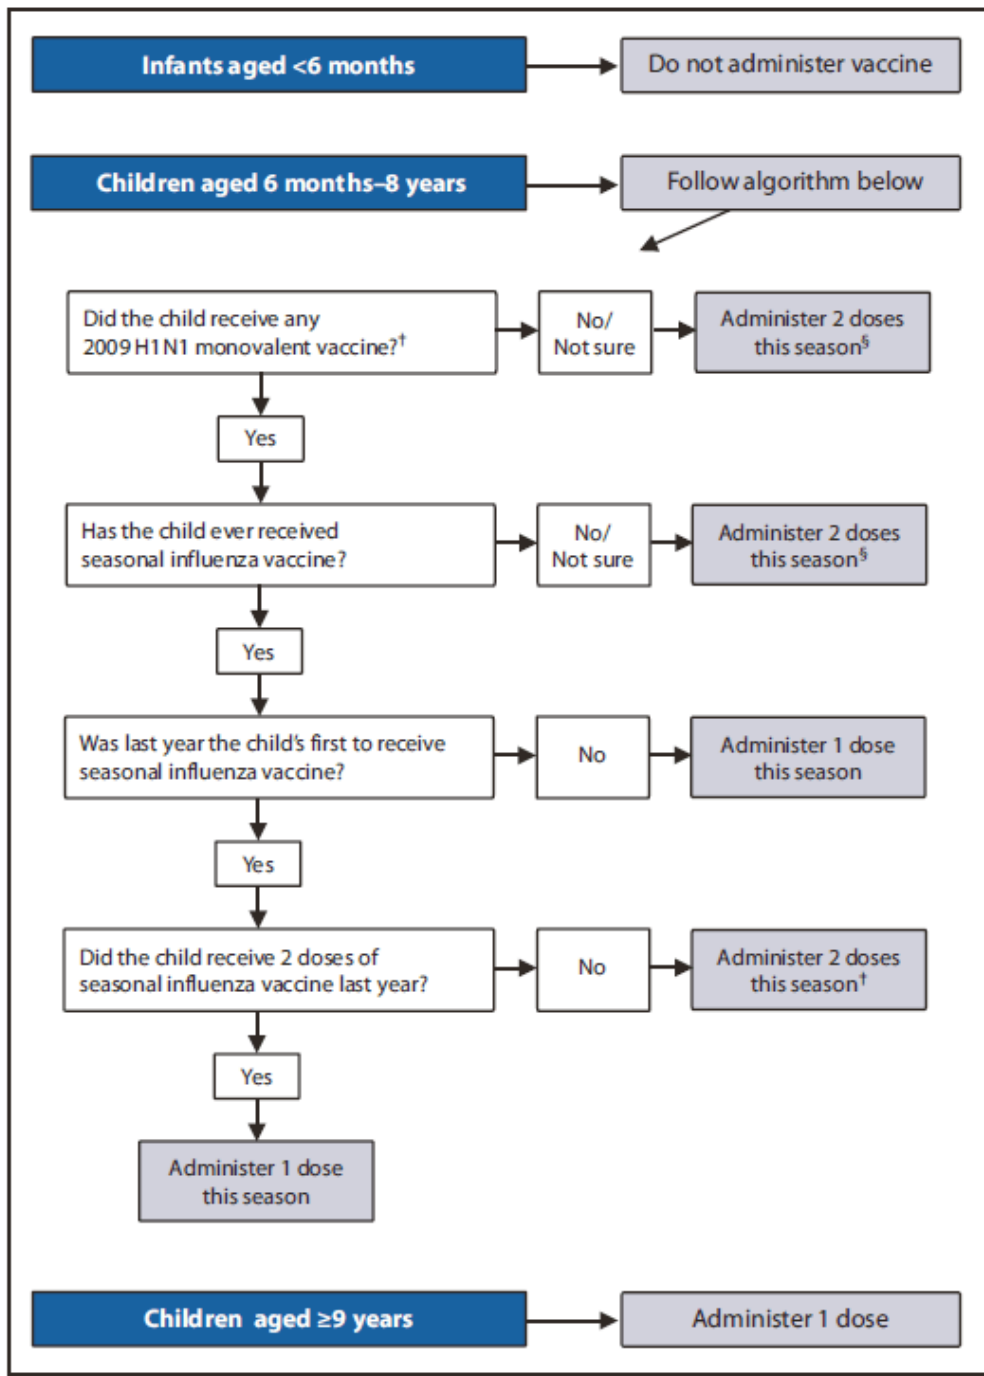 Infants aged <6 months
Do not administer vaccine
Children aged 6 months–8 years
Follow algorithm below
Did the child receive any
2009 H1N1 monovalent vaccine?†
No/
Not sure
Administer 2 doses
this season§
Yes
Has the child ever received
seasonal influenza vaccine?
No/
Not sure
Administer 2 doses
this season§
Yes
Was last year the child's first to receive
seasonal influenza vaccine?
No
Administer 1 dose
this season
Yes
Did the child receive 2 doses of
seasonal influenza vaccine last year?
No
Administer 2 doses
this season†
Yes
Administer 1 dose
this season
Children aged ≥9 years
Administer 1 dose